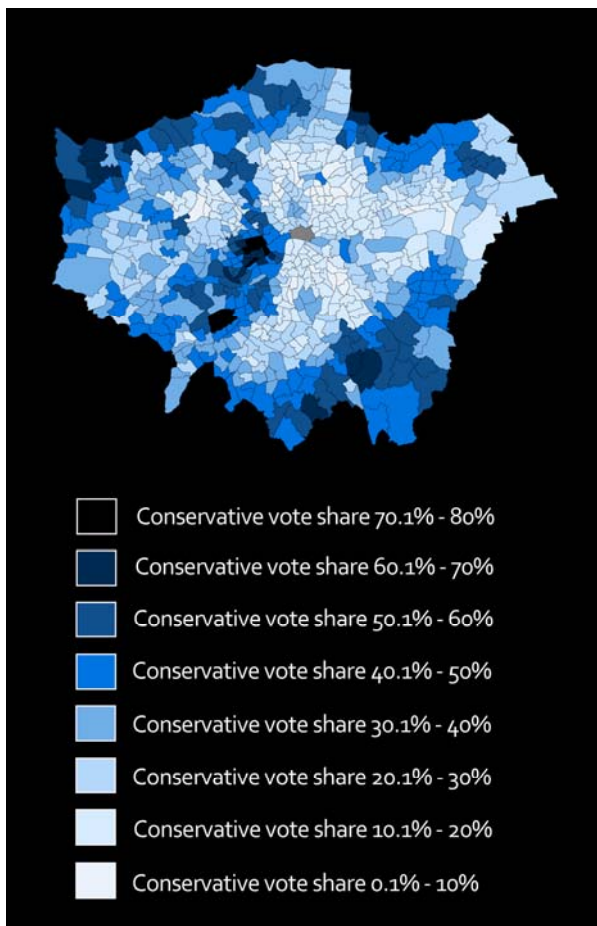 Conservative vote share 70.1% - 80%
Conservative vote share 60.1% - 70%
Conservative vote share 50.1% - 60%
Conservative vote share 40.1% - 50%
Conservative vote share 30.1% - 40%
Conservative vote share 20.1% - 30%
Conservative vote share 10.1% - 20%
Conservative vote share 0.1% - 10%